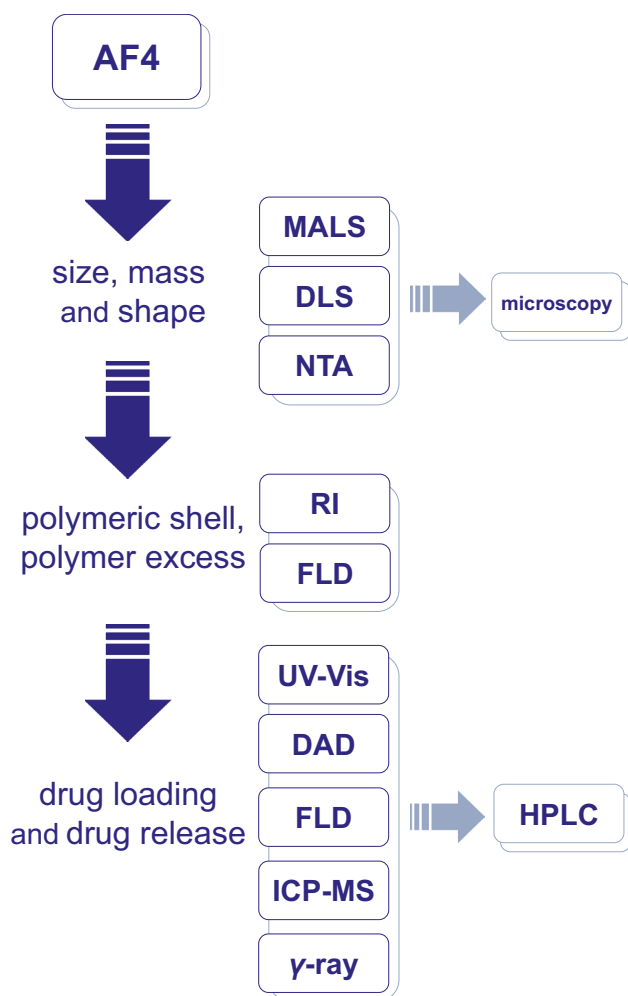 AF4
size, mass
and shape
MALS
DLS
NTA
microscopy
polymeric shell,
polymer excess
RI
FLD
drug loading
and drug release
UV-Vis
DAD
FLD
ICP-MS
γ-ray
HPLC